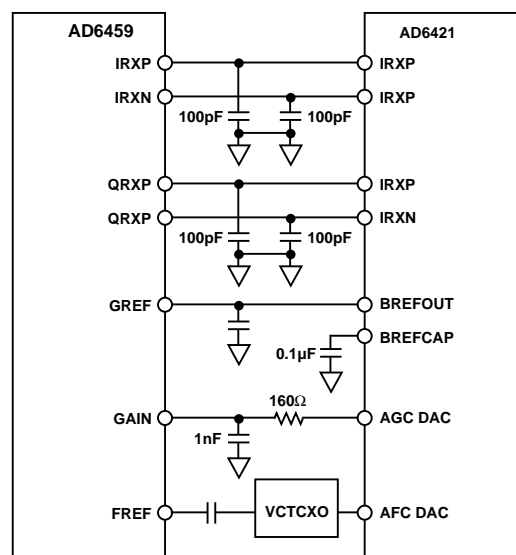 AD6459
AD6421
IRXP
IRXP
IRXN
IRXP
100pF
100pF
QRXP
IRXP
QRXP
IRXN
100pF
100pF
GREF
BREFOUT
BREFCAP
0.1µF
160Ω
GAIN
AGC DAC
1nF
FREF
VCTCXO
AFC DAC